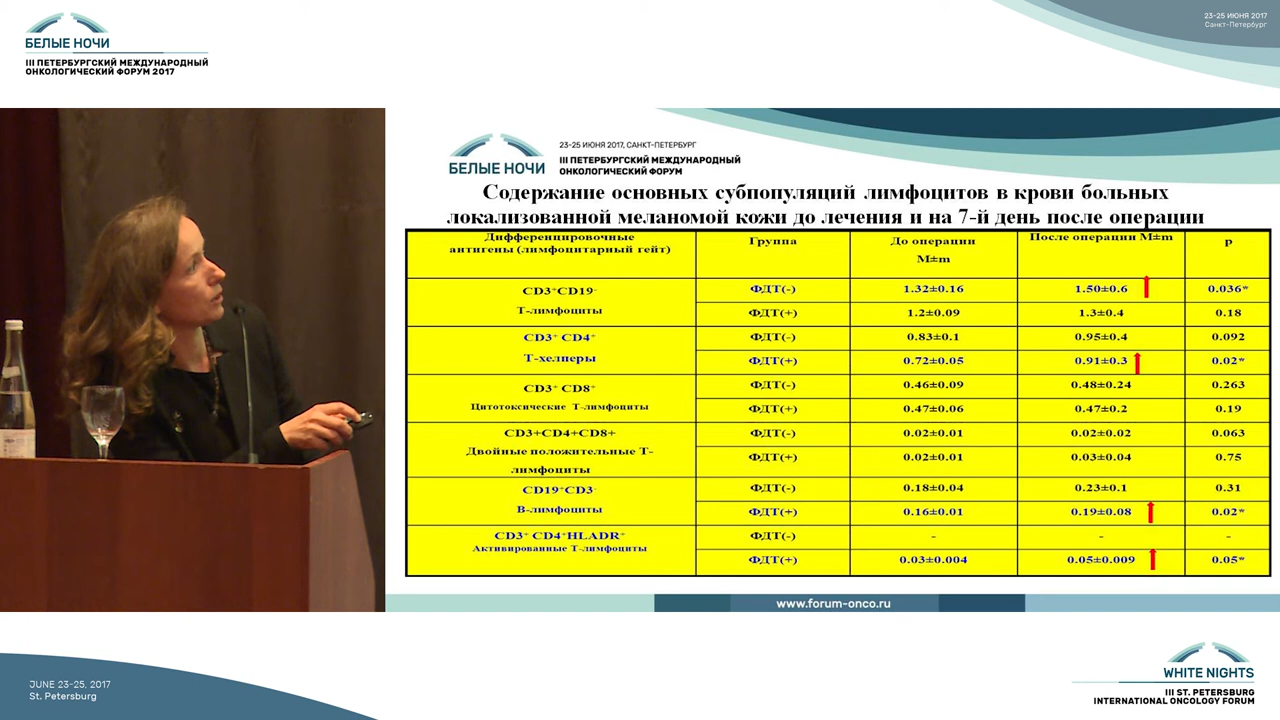 БЕЛЫЕ НОЧИ
III ПЕТЕРБУРГСКИЙ МЕЖДУНАРОДНЫЙ
ОНКОЛОГИЧЕСКИЙ ФОРУМ 2017
23-25 ИЮНЯ 2017
Санкт-Петербург
БЕЛЫЕ НОЧИ
23-25 ИЮНЯ 2017, САНКТ-ПЕТЕРБУРГ
III ПЕТЕРБУРГСКИЙ МЕЖДУНАРОДНЫЙ
ОНКОЛОГИЧЕСКИЙ ФОРУМ
Содержание основных субпопуляций лимфоцитов в крови больных
локализованной меланомой кожи до лечения и на 7-й день после операции
Дифференцировочные
антигены (лимфоцитарный гейт)
Группа
До операции
M±m
После операции M±m
p
CD3⁺CD19⁻
Т-лимфоциты
ФДТ(-) 1.32±0.16 1.50±0.6 0.036*
ФДТ(+) 1.2±0.09 1.3±0.4 0.18
CD3⁺ CD4⁺
Т-хелперы
ФДТ(-) 0.83±0.1 0.95±0.4 0.092
ФДТ(+) 0.72±0.05 0.91±0.3 0.02*
CD3⁺ CD8⁺
Цитотоксические Т-лимфоциты
ФДТ(-) 0.46±0.09 0.48±0.24 0.263
ФДТ(+) 0.47±0.06 0.47±0.2 0.19
CD3+CD4+CD8+
Двойные положительные Т-
лимфоциты
ФДТ(-) 0.02±0.01 0.02±0.02 0.063
ФДТ(+) 0.02±0.01 0.03±0.04 0.75
CD19⁺CD3⁻
В-лимфоциты
ФДТ(-) 0.18±0.04 0.23±0.1 0.31
ФДТ(+) 0.16±0.01 0.19±0.08 0.02*
CD3⁺ CD4⁺HLADR⁺
Активированные Т-лимфоциты
ФДТ(-) - - -
ФДТ(+) 0.03±0.004 0.05±0.009 0.05*
www.forum-onco.ru
JUNE 23-25, 2017
St. Petersburg
WHITE NIGHTS
III ST. PETERSBURG
INTERNATIONAL ONCOLOGY FORUM